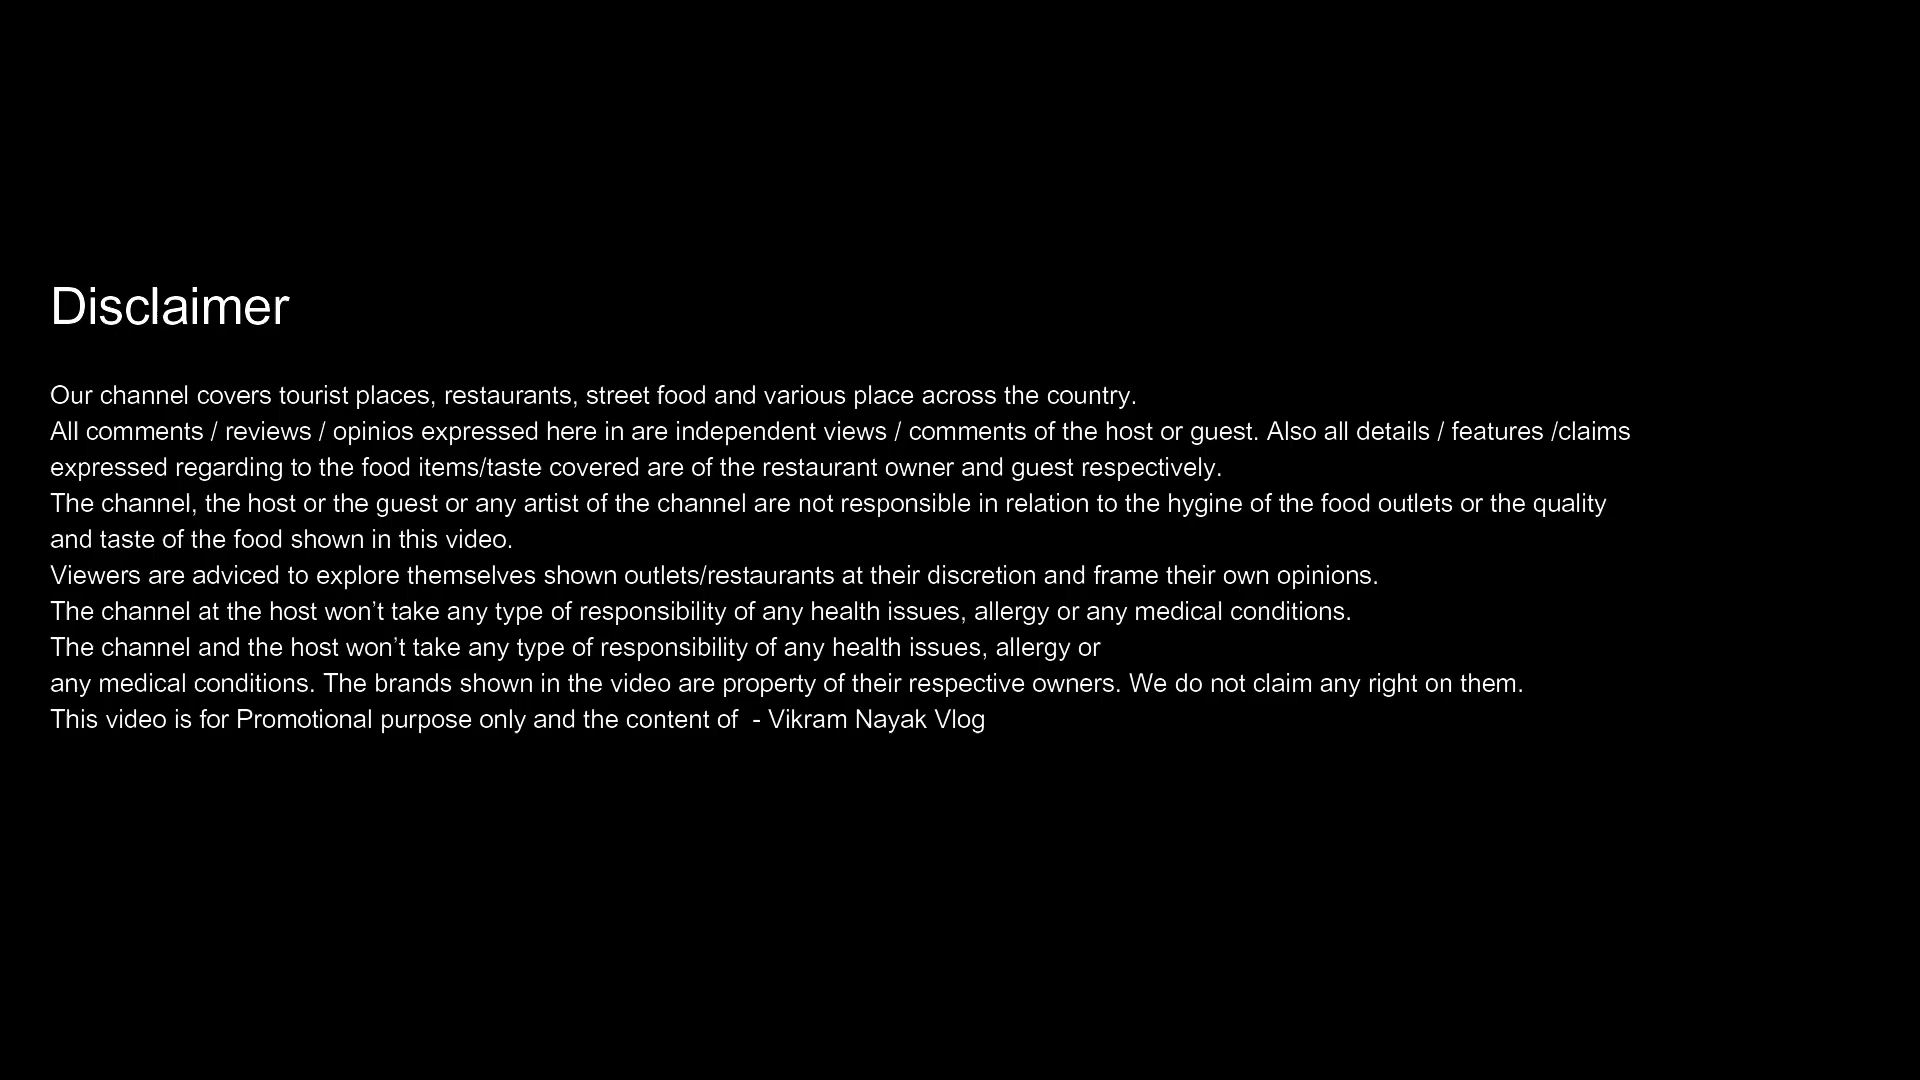 Disclaimer
Our channel covers tourist places, restaurants, street food and various place across the country.
All comments / reviews / opinios expressed here in are independent views / comments of the host or guest. Also all details / features /claims
expressed regarding to the food items/taste covered are of the restaurant owner and guest respectively.
The channel, the host or the guest or any artist of the channel are not responsible in relation to the hygine of the food outlets or the quality
and taste of the food shown in this video.
Viewers are adviced to explore themselves shown outlets/restaurants at their discretion and frame their own opinions.
The channel at the host won’t take any type of responsibility of any health issues, allergy or any medical conditions.
The channel and the host won’t take any type of responsibility of any health issues, allergy or
any medical conditions. The brands shown in the video are property of their respective owners. We do not claim any right on them.
This video is for Promotional purpose only and the content of  - Vikram Nayak Vlog